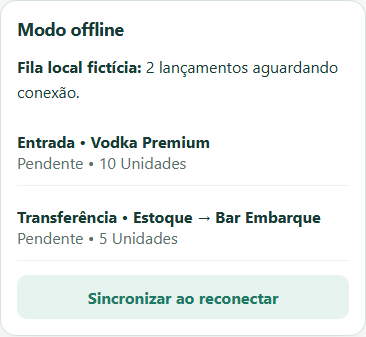 Modo offline
Fila local fictícia: 2 lançamentos aguardando
conexão.
Entrada • Vodka Premium
Pendente • 10 Unidades
Transferência • Estoque → Bar Embarque
Pendente • 5 Unidades
Sincronizar ao reconectar